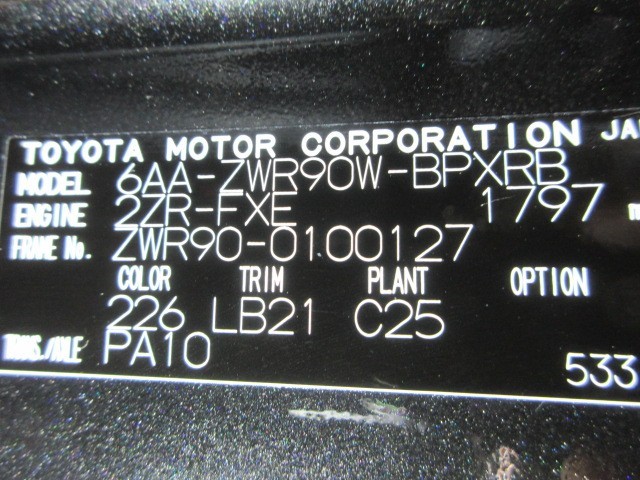 TOYOTA MOTOR CORPORATION JA
MODEL 6AA-ZWR90W-BPXRB
ENGINE 2ZR-FXE 1797
FRAME No. ZWR90-0100127
COLOR TRIM PLANT OPTION
226 LB21 C25
TRANS./AXLE PA10
533